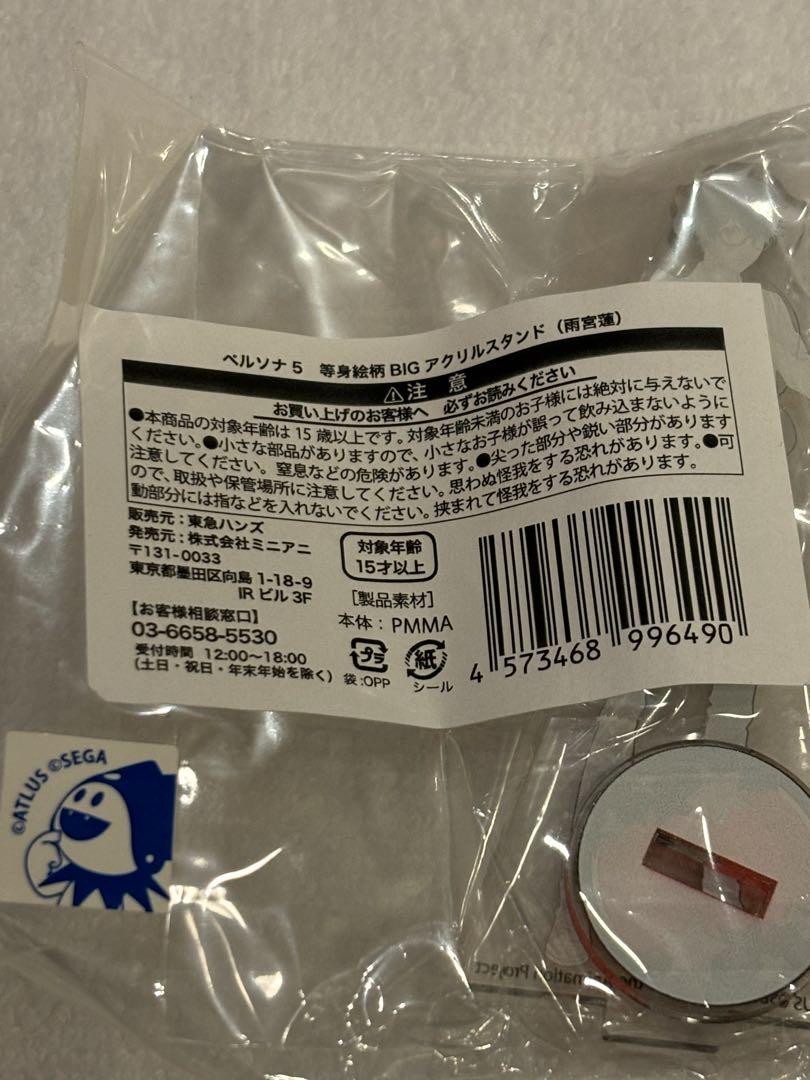 ペルソナ5 等身絵柄BIGアクリルスタンド（雨宮蓮）
⚠注 意
お買い上げのお客様へ 必ずお読みください
●本商品の対象年齢は15歳以上です。対象年齢未満のお子様には絶対に与えないで
ください。●小さな部品がありますので、小さなお子様が誤って飲み込まないように
注意してください。窒息などの危険があります。●尖った部分や鋭い部分があります
ので、取扱や保管場所に注意してください。思わぬ怪我をする恐れがあります。●可
動部分には指などを入れないでください。挟まれて怪我をする恐れがあります。
販売元：東急ハンズ
発売元：株式会社ミニアニ
〒131-0033
東京都墨田区向島1-18-9
IRビル3F
【お客様相談窓口】
03-6658-5530
受付時間 12:00〜18:00
(土日・祝日・年末年始を除く)
対象年齢
15才以上
［製品素材］
本体：PMMA
プラ
袋:OPP
紙
シール
4 573468 996490
©ATLUS ©SEGA
the Animation Project